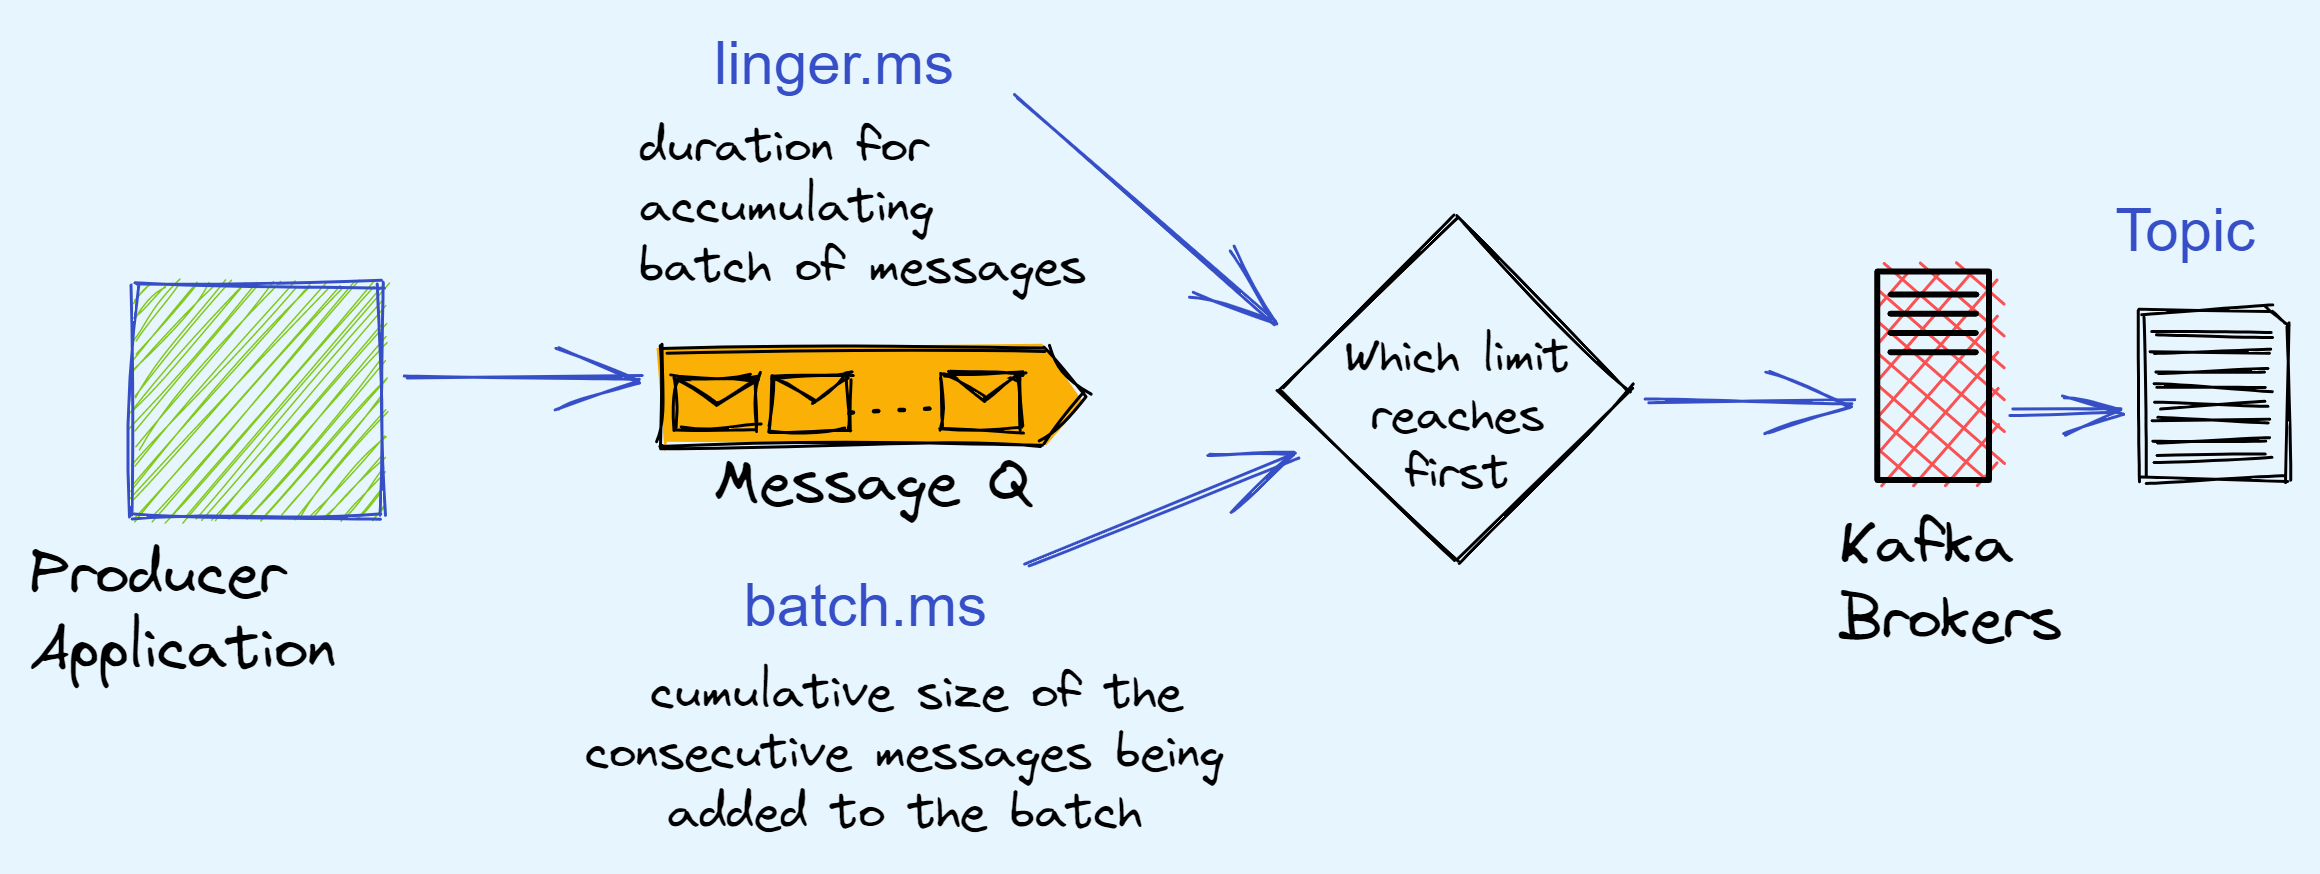 linger.ms
duration for
accumulating
batch of messages
Producer
Application
Message Q
batch.ms
cumulative size of the
consecutive messages being
added to the batch
Which limit
reaches
first
Kafka
Brokers
Topic